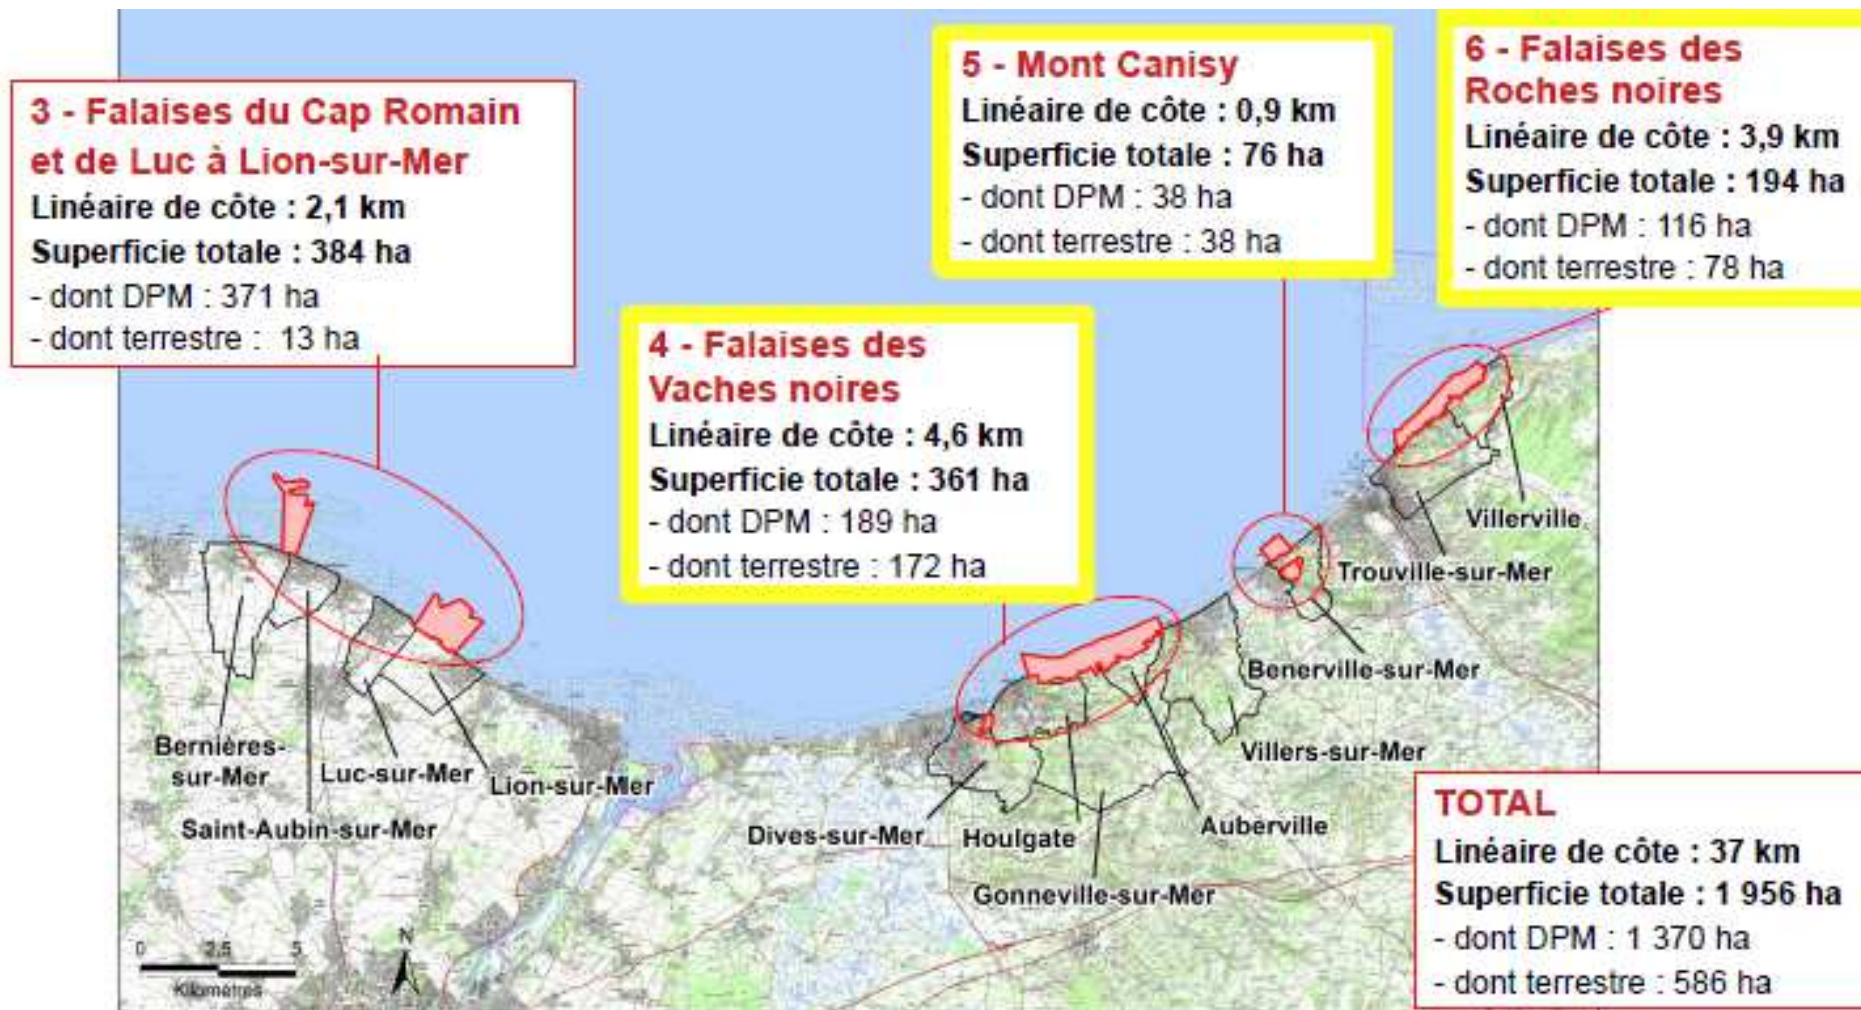 3 - Falaises du Cap Romain
et de Luc à Lion-sur-Mer
Linéaire de côte : 2,1 km
Superficie totale : 384 ha
- dont DPM : 371 ha
- dont terrestre : 13 ha
4 - Falaises des
Vaches noires
Linéaire de côte : 4,6 km
Superficie totale : 361 ha
- dont DPM : 189 ha
- dont terrestre : 172 ha
5 - Mont Canisy
Linéaire de côte : 0,9 km
Superficie totale : 76 ha
- dont DPM : 38 ha
- dont terrestre : 38 ha
6 - Falaises des
Roches noires
Linéaire de côte : 3,9 km
Superficie totale : 194 ha
- dont DPM : 116 ha
- dont terrestre : 78 ha
Villerville
Trouville-sur-Mer
Benerville-sur-Mer
Villers-sur-Mer
Auberville
Gonneville-sur-Mer
Houlgate
Dives-sur-Mer
Bernières-
sur-Mer
Luc-sur-Mer
Lion-sur-Mer
Saint-Aubin-sur-Mer
TOTAL
Linéaire de côte : 37 km
Superficie totale : 1 956 ha
- dont DPM : 1 370 ha
- dont terrestre : 586 ha
0 2,5 5
Kilomètres
N